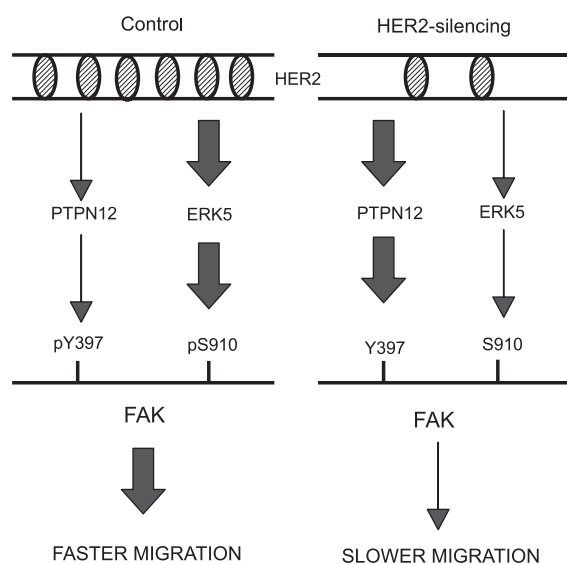 Control
HER2-silencing
HER2
PTPN12
ERK5
PTPN12
ERK5
pY397
pS910
Y397
S910
FAK
FAK
FASTER MIGRATION
SLOWER MIGRATION